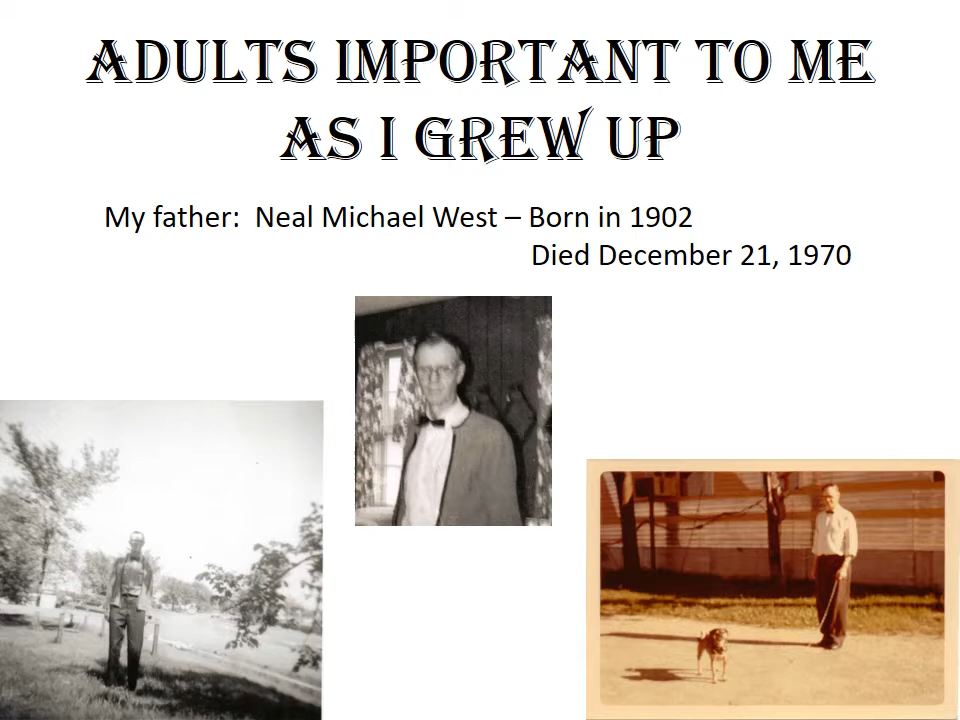 ADULTS IMPORTANT TO ME
AS I GREW UP
My father:  Neal Michael West – Born in 1902
Died December 21, 1970